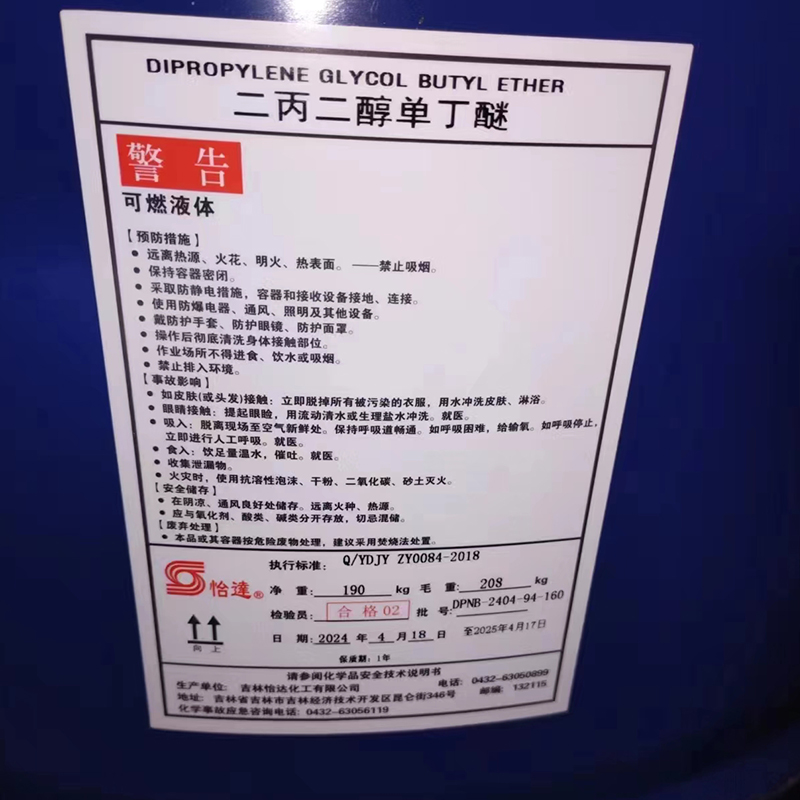 DIPROPYLENE GLYCOL BUTYL ETHER
二丙二醇单丁醚
警告
可燃液体
【预防措施】
● 远离热源、火花、明火、热表面。——禁止吸烟。
● 保持容器密闭。
● 采取防静电措施，容器和接收设备接地、连接。
● 使用防爆电器、通风、照明及其他设备。
● 戴防护手套、防护眼镜、防护面罩。
● 操作后彻底清洗身体接触部位。
● 作业场所不得进食、饮水或吸烟。
● 禁止排入环境。
【事故影响】
● 如皮肤(或头发)接触：立即脱掉所有被污染的衣服，用水冲洗皮肤、淋浴。
● 眼睛接触：提起眼睑，用流动清水或生理盐水冲洗。就医。
● 吸入：脱离现场至空气新鲜处。保持呼吸道畅通。如呼吸困难，给输氧。如呼吸停止，
立即进行人工呼吸。就医。
● 食入：饮足量温水，催吐。就医。
● 收集泄漏物。
● 火灾时，使用抗溶性泡沫、干粉、二氧化碳、砂土灭火。
【安全储存】
● 在阴凉、通风良好处储存。远离火种、热源。
● 应与氧化剂、酸类、碱类分开存放，切忌混储。
【废弃处理】
● 本品或其容器按危险废物处理，建议采用焚烧法处置。
执行标准： Q/YDJY ZY0084-2018
怡達®
净 重： 190 kg 毛 重： 208 kg
检验员： 合格02 批 号： DPNB-2404-94-160
日 期：2024 年 4 月 18 日 至2025年4月17日
向 上
保质期：1年
请参阅化学品安全技术说明书
生产单位： 吉林怡达化工有限公司 电话： 0432-63050899
地址： 吉林省吉林市吉林经济技术开发区昆仑街346号 邮编： 132115
化学事故应急咨询电话：0432-63056119